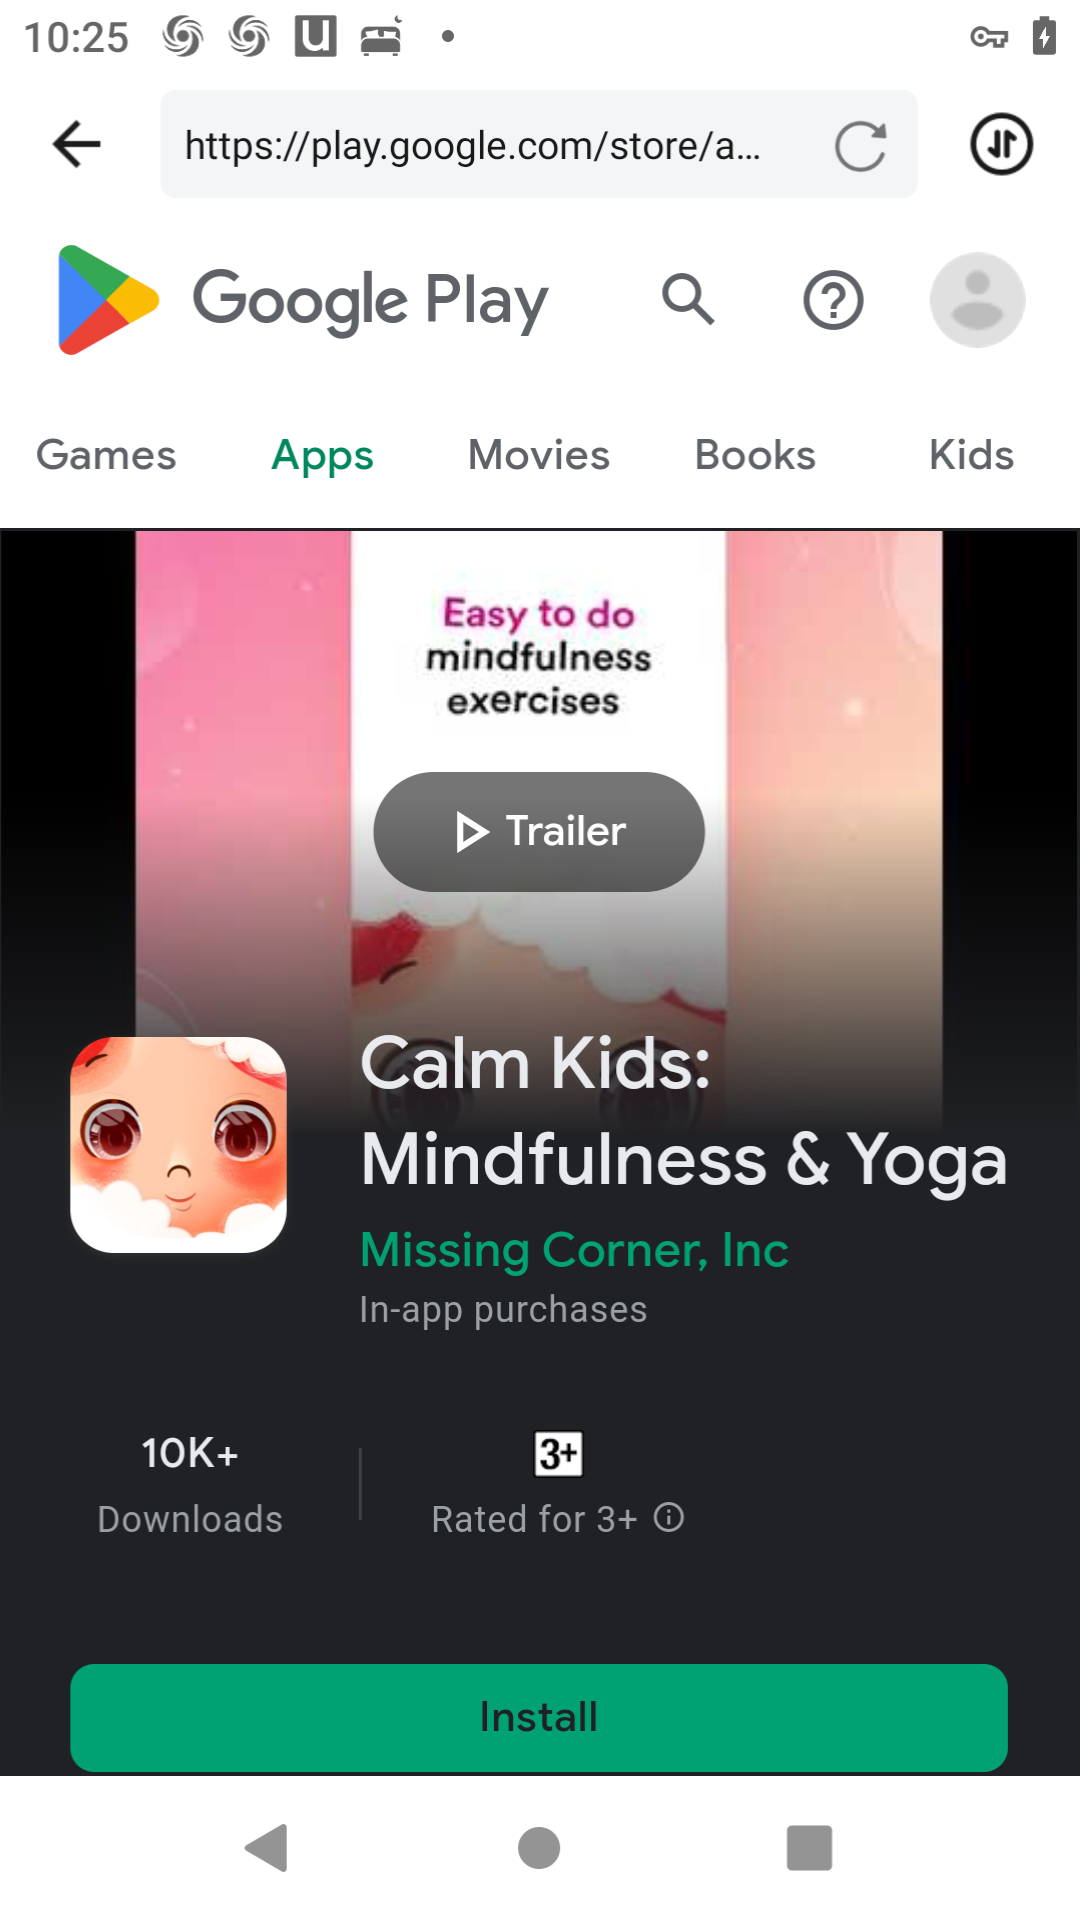 10:25
https://play.google.com/store/a...
Google Play
Games Apps Movies Books Kids
Easy to do
mindfulness
exercises
Trailer
Calm Kids:
Mindfulness & Yoga
Missing Corner, Inc
In-app purchases
10K+
Downloads
3+
Rated for 3+
Install